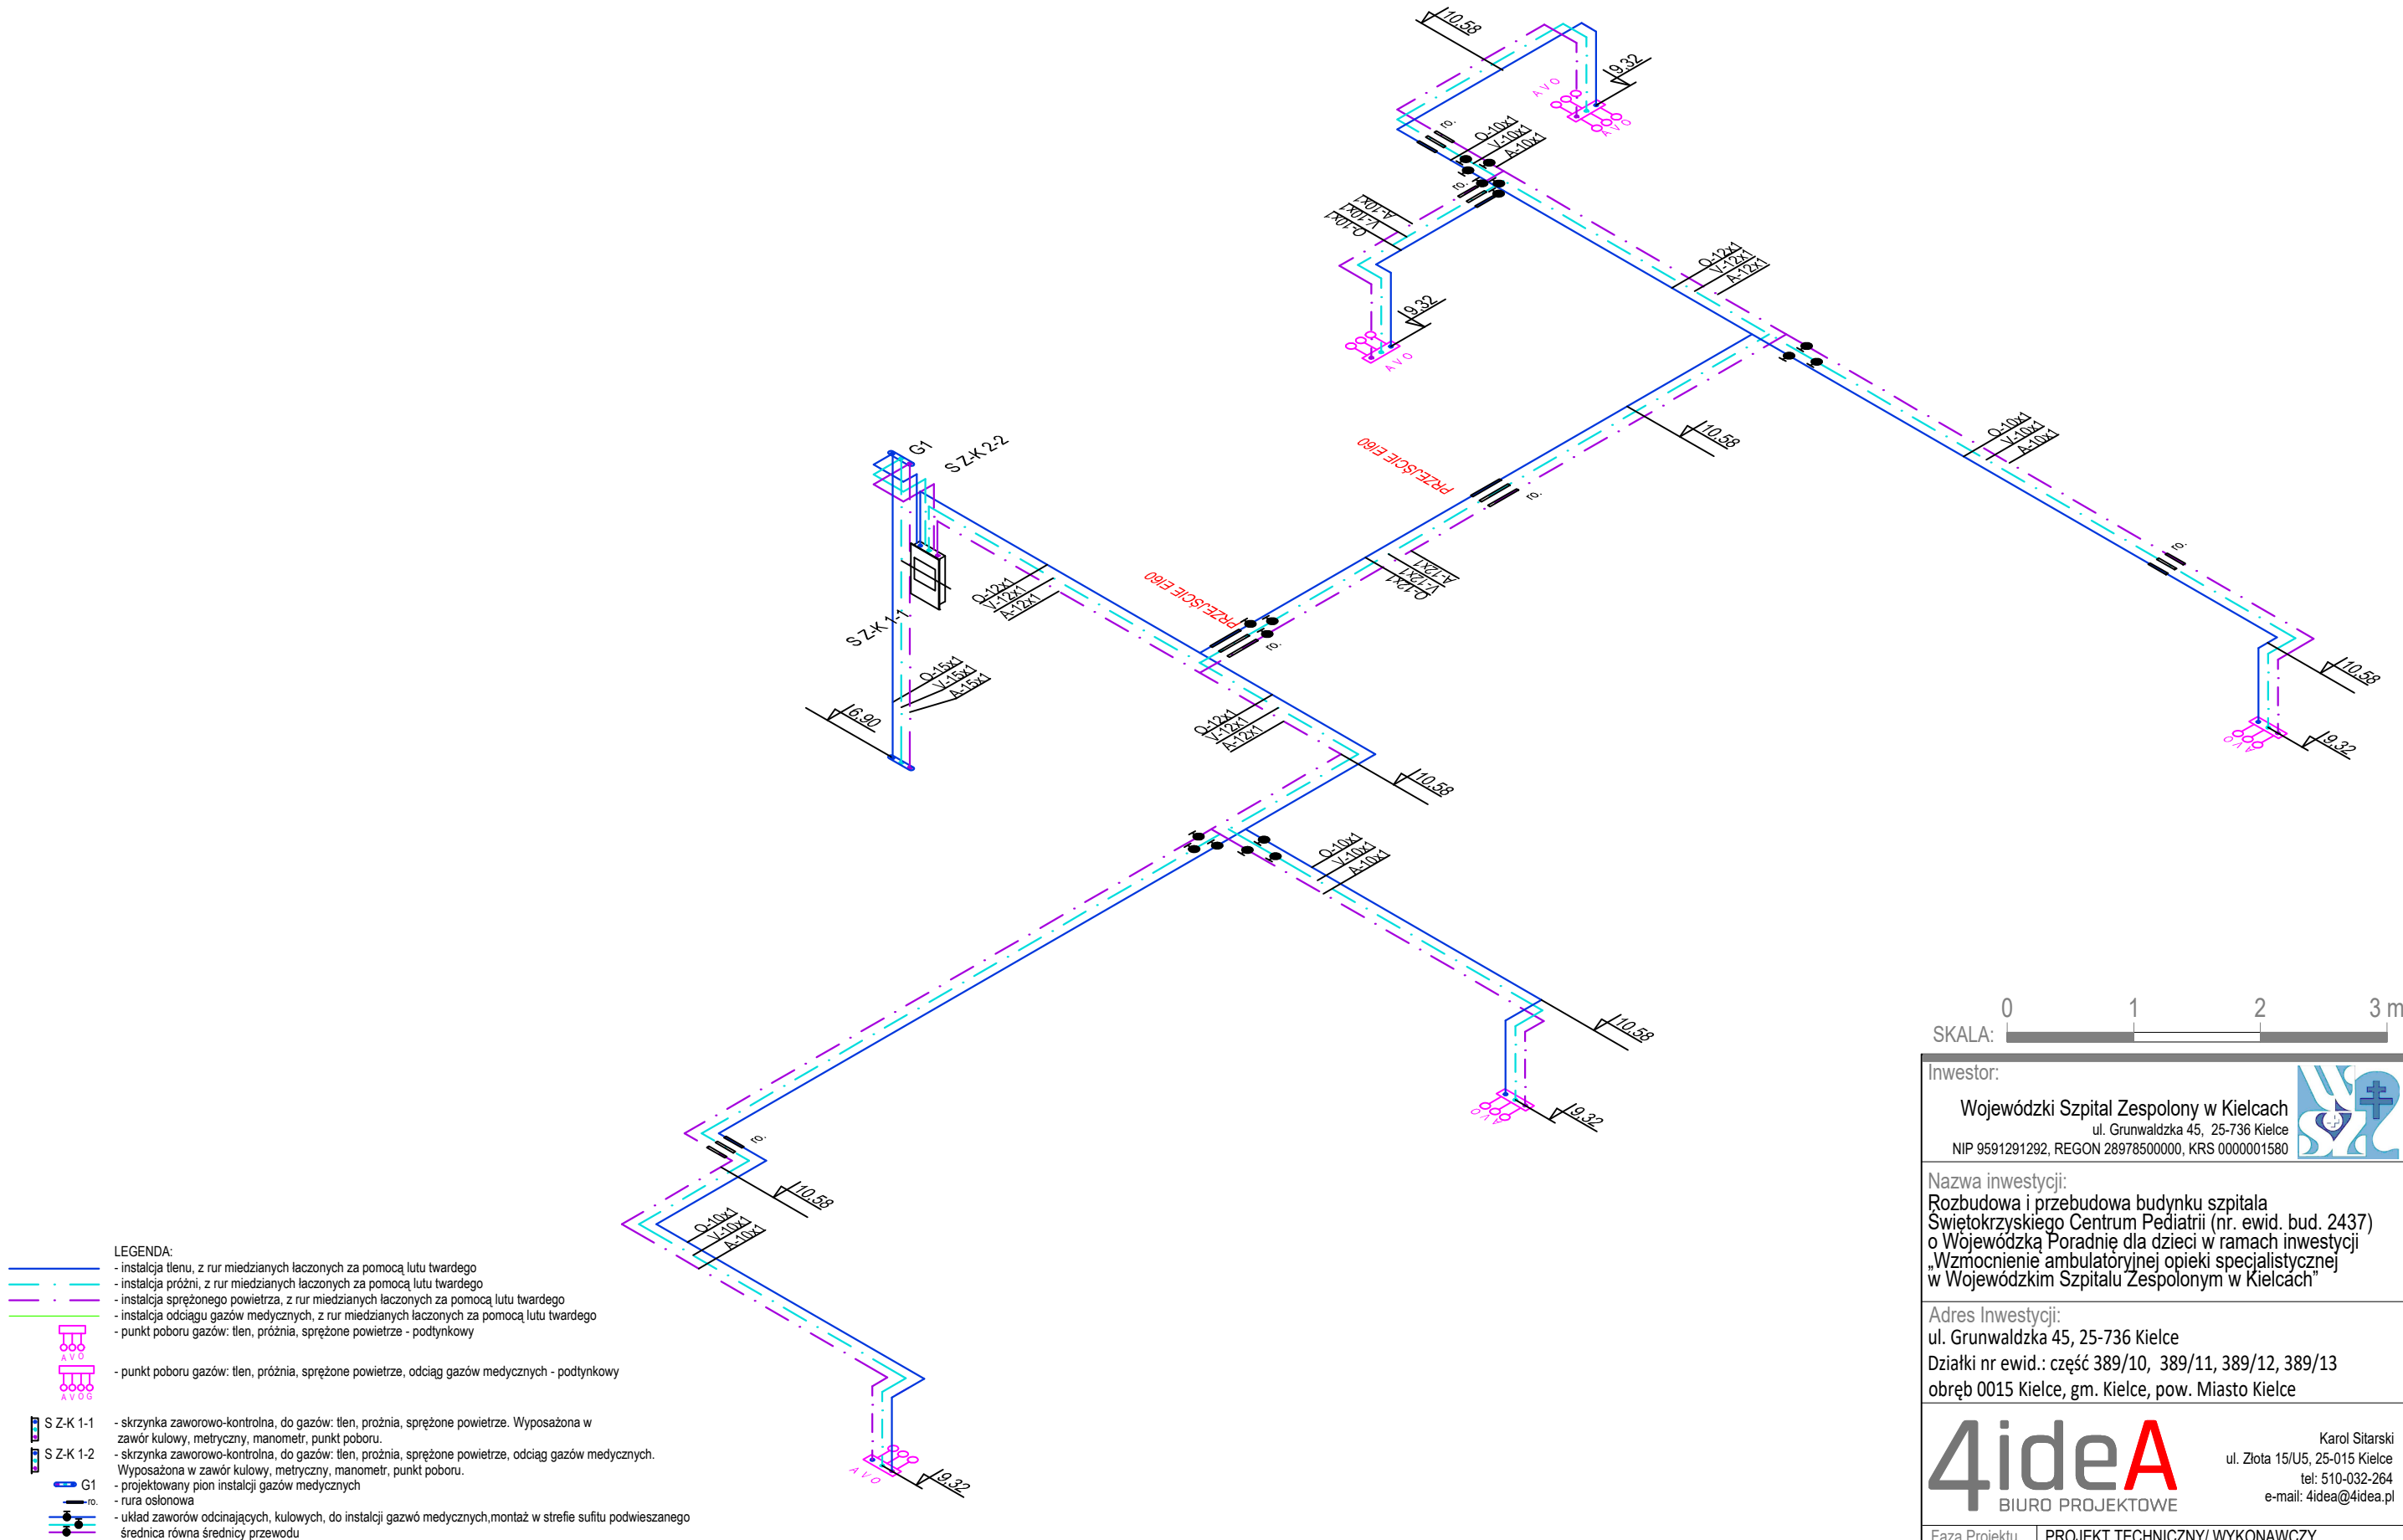 10,58
9,32
A V O
A V O
ro.
O-10x1
V-10x1
A-10x1
ro.
A-10x1
V-10x1
O-10x1
O-12x1
V-12x1
A-12x1
9,32
A V O
O-10x1
V-10x1
A-10x1
10,58
PRZEJŚCIE EI60
ro.
G1
S Z-K 2-2
O-12x1
V-12x1
A-12x1
A-12x1
V-12x1
O-12x1
PRZEJŚCIE EI60
ro.
ro.
S Z-K 1-1
O-15x1
V-15x1
A-15x1
6,90
O-12x1
V-12x1
A-12x1
10,58
10,58
9,32
A V O
O-10x1
V-10x1
A-10x1
10,58
9,32
A V O
ro.
10,58
O-10x1
V-10x1
A-10x1
9,32
A V O
LEGENDA:
- instalcja tlenu, z rur miedzianych łaczonych za pomocą lutu twardego
- instalcja próżni, z rur miedzianych łaczonych za pomocą lutu twardego
- instalcja sprężonego powietrza, z rur miedzianych łaczonych za pomocą lutu twardego
- instalcja odciągu gazów medycznych, z rur miedzianych łaczonych za pomocą lutu twardego
- punkt poboru gazów: tlen, próżnia, sprężone powietrze - podtynkowy
A V O
- punkt poboru gazów: tlen, próżnia, sprężone powietrze, odciąg gazów medycznych - podtynkowy
A V O G
S Z-K 1-1 - skrzynka zaworowo-kontrolna, do gazów: tlen, prożnia, sprężone powietrze. Wyposażona w
zawór kulowy, metryczny, manometr, punkt poboru.
S Z-K 1-2 - skrzynka zaworowo-kontrolna, do gazów: tlen, prożnia, sprężone powietrze, odciąg gazów medycznych.
Wyposażona w zawór kulowy, metryczny, manometr, punkt poboru.
G1 - projektowany pion instalcji gazów medycznych
ro. - rura osłonowa
- układ zaworów odcinających, kulowych, do instalcji gazwó medycznych,montaż w strefie sufitu podwieszanego
średnica równa średnicy przewodu
0 1 2 3 m
SKALA:
Inwestor:
Wojewódzki Szpital Zespolony w Kielcach
ul. Grunwaldzka 45, 25-736 Kielce
NIP 9591291292, REGON 28978500000, KRS 0000001580
Nazwa inwestycji:
Rozbudowa i przebudowa budynku szpitala
Świętokrzyskiego Centrum Pediatrii (nr. ewid. bud. 2437)
o Wojewódzką Poradnię dla dzieci w ramach inwestycji
„Wzmocnienie ambulatoryjnej opieki specjalistycznej
w Wojewódzkim Szpitalu Zespolonym w Kielcach”
Adres Inwestycji:
ul. Grunwaldzka 45, 25-736 Kielce
Działki nr ewid.: część 389/10, 389/11, 389/12, 389/13
obręb 0015 Kielce, gm. Kielce, pow. Miasto Kielce
4ideA
BIURO PROJEKTOWE
Karol Sitarski
ul. Złota 15/U5, 25-015 Kielce
tel: 510-032-264
e-mail: 4idea@4idea.pl
Faza Projektu PROJEKT TECHNICZNY/ WYKONAWCZY